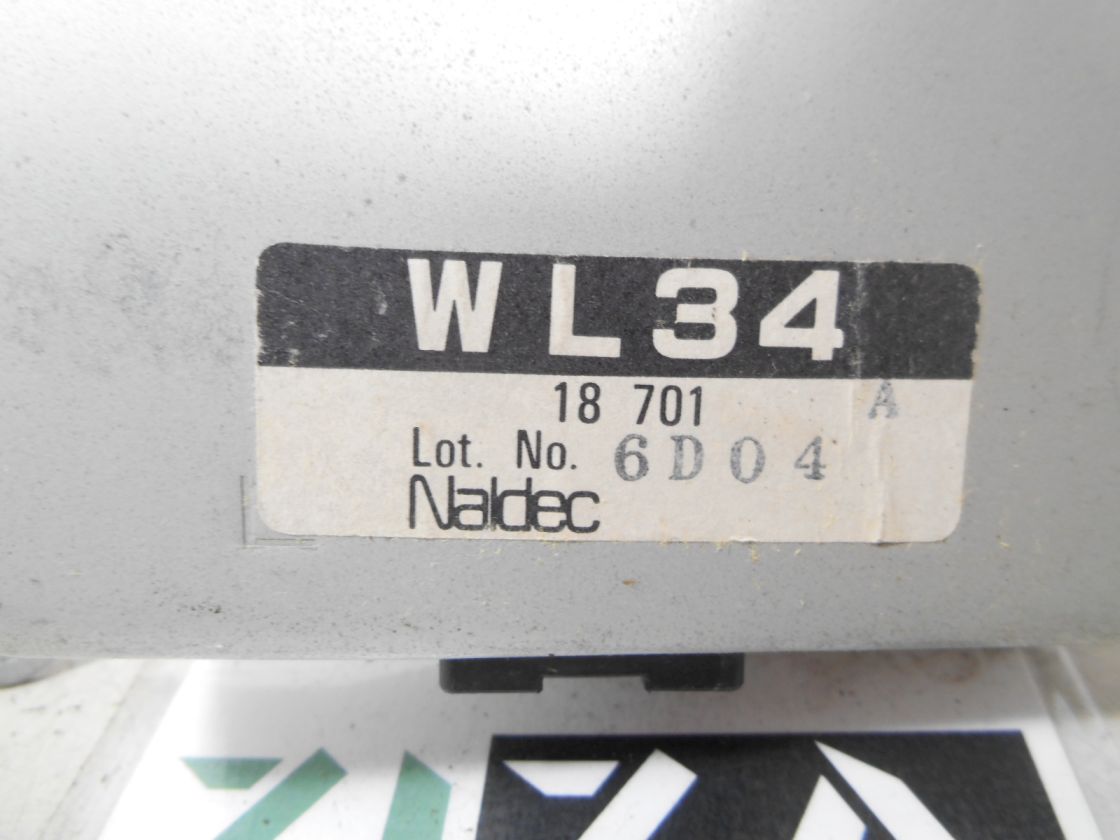 WL34
18 701 A
Lot. No. 6D04
Naldec